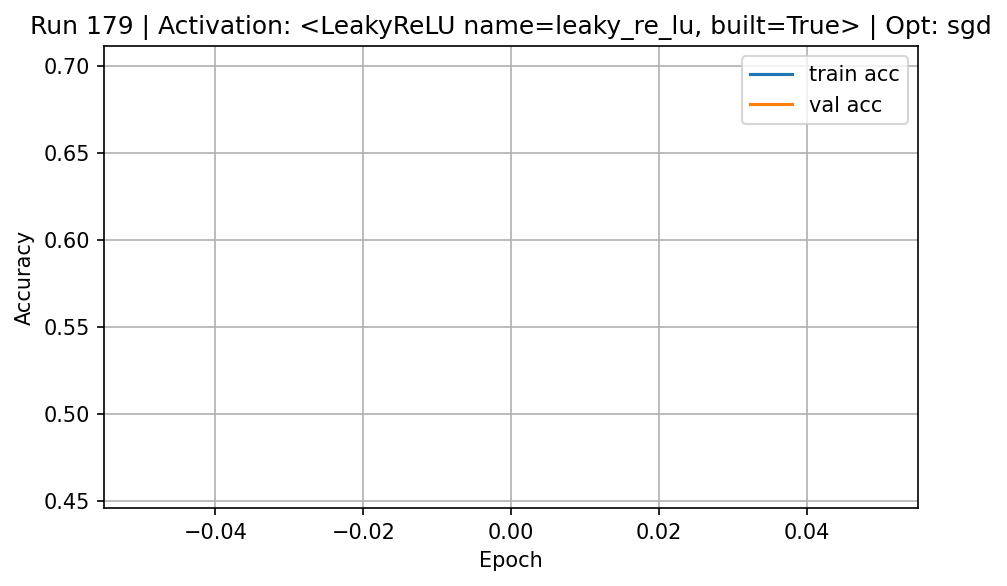 Run 179 | Activation: <LeakyReLU name=leaky_re_lu, built=True> | Opt: sgd
train acc
val acc
0.70
0.65
0.60
0.55
0.50
0.45
Accuracy
−0.04
−0.02
0.00
0.02
0.04
Epoch